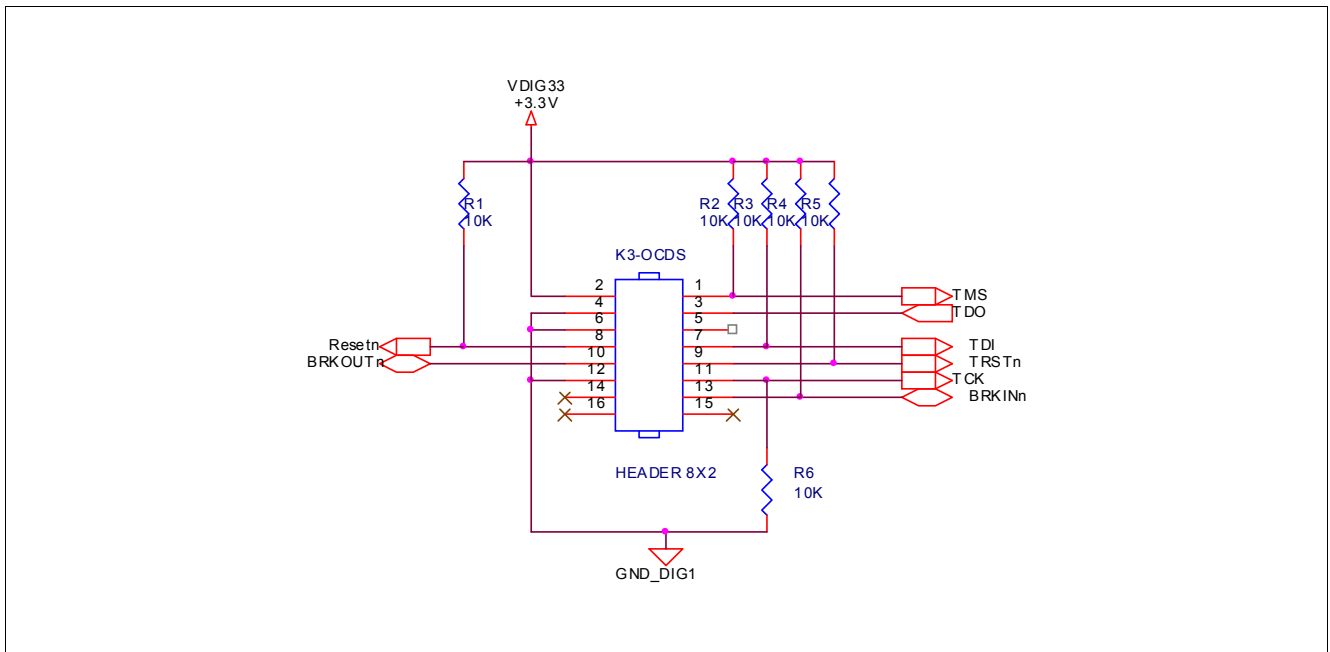 VDIG33
+3.3V
R1
10K
R2
10K
R3
10K
R4
10K
R5
10K
K3-OCDS
2
1
4
3
6
5
8
7
10
9
12
11
14
13
16
15
TMS
TDO
Resetn
TDI
BRKOUTn
TRSTn
TCK
BRKINn
HEADER 8X2
R6
10K
GND_DIG1